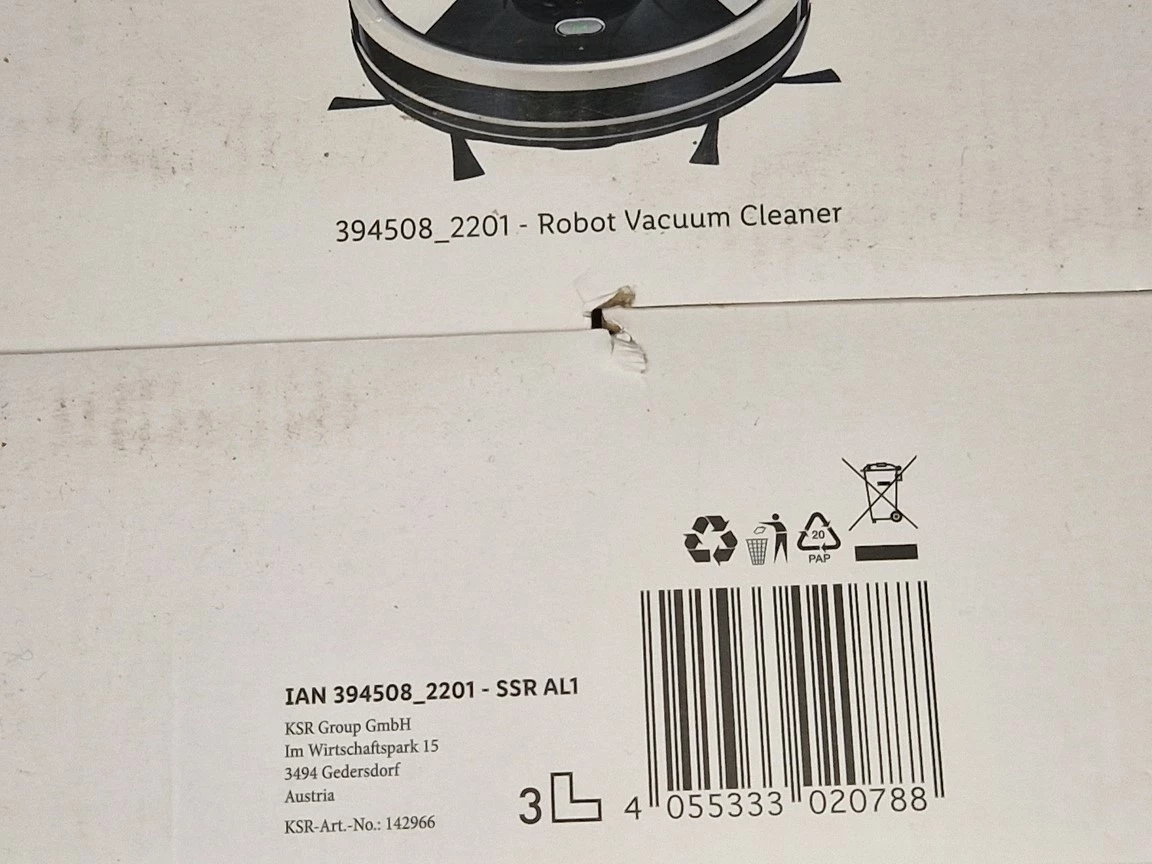 394508_2201 - Robot Vacuum Cleaner
20
PAP
IAN 394508_2201 - SSR AL1
KSR Group GmbH
Im Wirtschaftspark 15
3494 Gedersdorf
Austria
KSR-Art.-No.: 142966
3
4 055333 020788